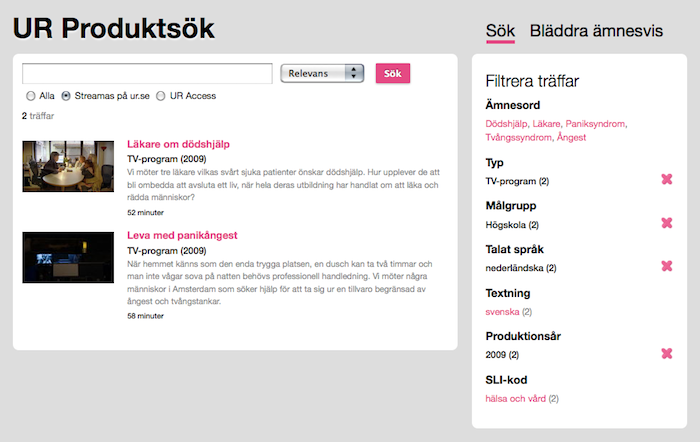 UR Produktsök
Sök Bläddra ämnesvis
Relevans Sök
Alla Streamas på ur.se UR Access
2 träffar
Läkare om dödshjälp
TV-program (2009)
Vi möter tre läkare vilkas svårt sjuka patienter önskar dödshjälp. Hur upplever de att
bli ombedda att avsluta ett liv, när hela deras utbildning har handlat om att läka och
rädda människor?
52 minuter
Leva med panikångest
TV-program (2009)
När hemmet känns som den enda trygga platsen, en dusch kan ta två timmar och
man inte vågar sova på natten behövs professionell handledning. Vi möter några
människor i Amsterdam som söker hjälp för att ta sig ur en tillvaro begränsad av
ångest och tvångstankar.
58 minuter
Filtrera träffar
Ämnesord
Dödshjälp, Läkare, Paniksyndrom,
Tvångssyndrom, Ångest
Typ
TV-program (2)
Målgrupp
Högskola (2)
Talat språk
nederländska (2)
Textning
svenska (2)
Produktionsår
2009 (2)
SLI-kod
hälsa och vård (2)